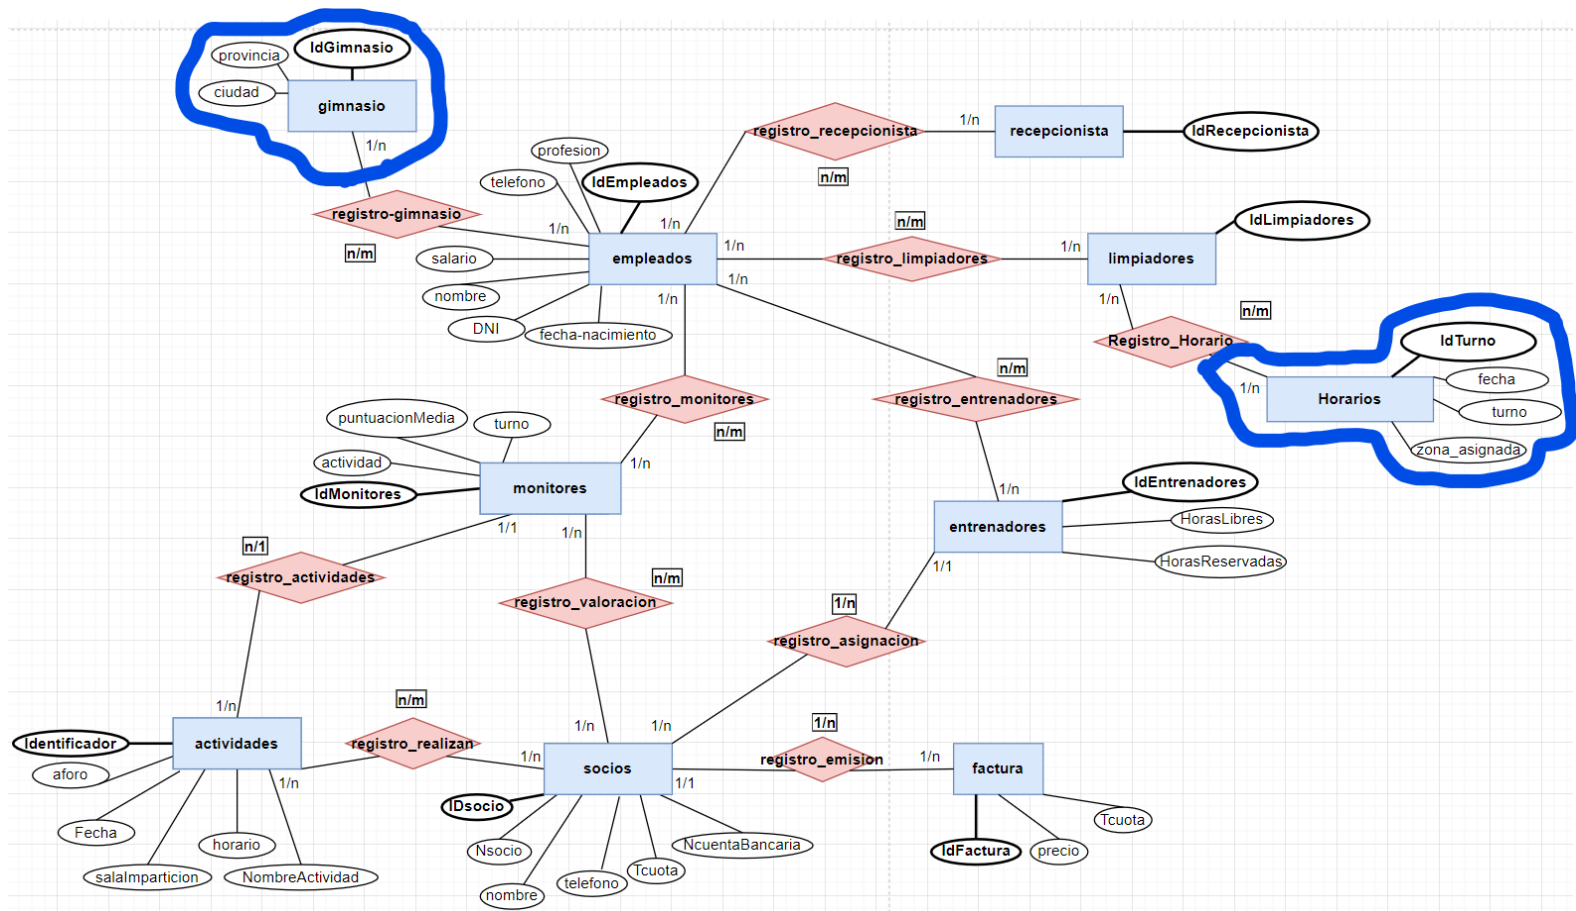 IdGimnasio
provincia
ciudad
gimnasio
1/n
registro-gimnasio
n/m
1/n
profesion
telefono
IdEmpleados
1/n
empleados
salario
nombre
DNI
fecha-nacimiento
registro_recepcionista
n/m
1/n
recepcionista
IdRecepcionista
1/n
n/m
registro_limpiadores
1/n
limpiadores
IdLimpiadores
1/n
n/m
Registro_Horario
1/n
IdTurno
fecha
Horarios
turno
zona_asignada
1/n
n/m
registro_entrenadores
1/n
1/n
registro_monitores
n/m
1/n
puntuacionMedia
turno
actividad
IdMonitores
monitores
1/1
1/n
n/1
registro_actividades
1/n
n/m
registro_valoracion
1/n
IdEntrenadores
entrenadores
HorasLibres
HorasReservadas
1/1
1/n
registro_asignacion
1/n
Identificador
actividades
aforo
Fecha
salaImparticion
horario
NombreActividad
1/n
n/m
registro_realizan
1/n
socios
IDsocio
Nsocio
nombre
telefono
Tcuota
NcuentaBancaria
1/1
1/n
registro_emision
1/n
factura
IdFactura
precio
Tcuota